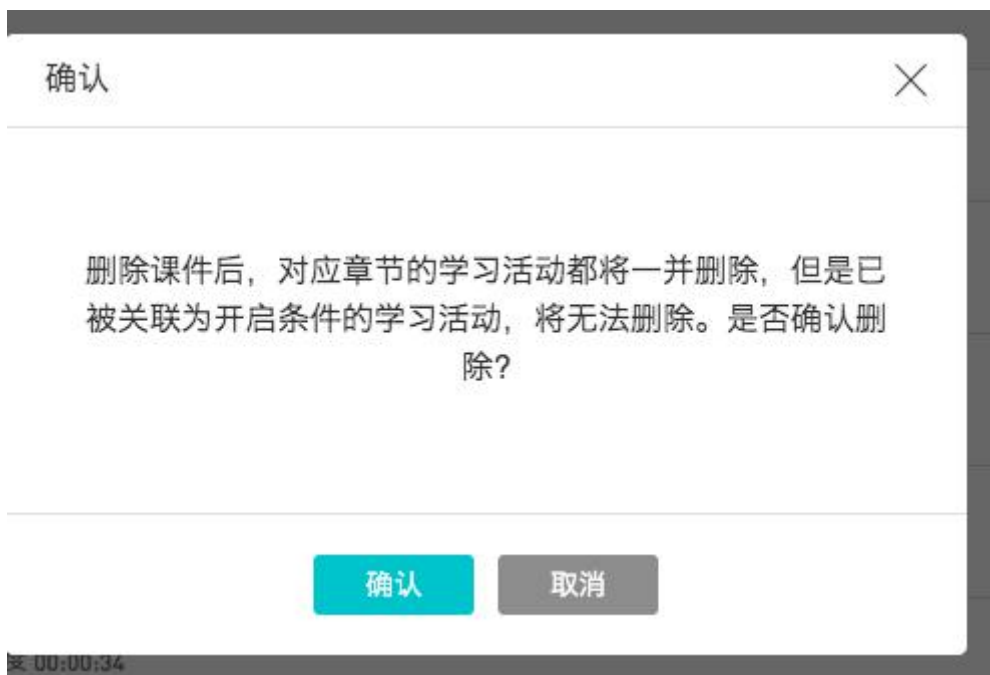 确认
删除课件后，对应章节的学习活动都将一并删除，但是已
被关联为开启条件的学习活动，将无法删除。是否确认删
除?
确认
取消
00:00:34